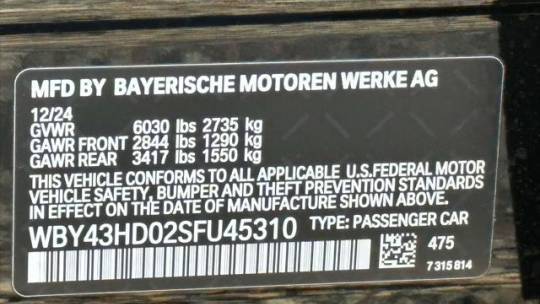 MFD BY BAYERISCHE MOTOREN WERKE AG
12/24
GVWR 6030 lbs 2735 kg
GAWR FRONT 2844 lbs 1290 kg
GAWR REAR 3417 lbs 1550 kg
THIS VEHICLE CONFORMS TO ALL APPLICABLE U.S.FEDERAL MOTOR
VEHICLE SAFETY, BUMPER AND THEFT PREVENTION STANDARDS
IN EFFECT ON THE DATE OF MANUFACTURE SHOWN ABOVE.
WBY43HD02SFU45310 TYPE: PASSENGER CAR
475
7 315 814